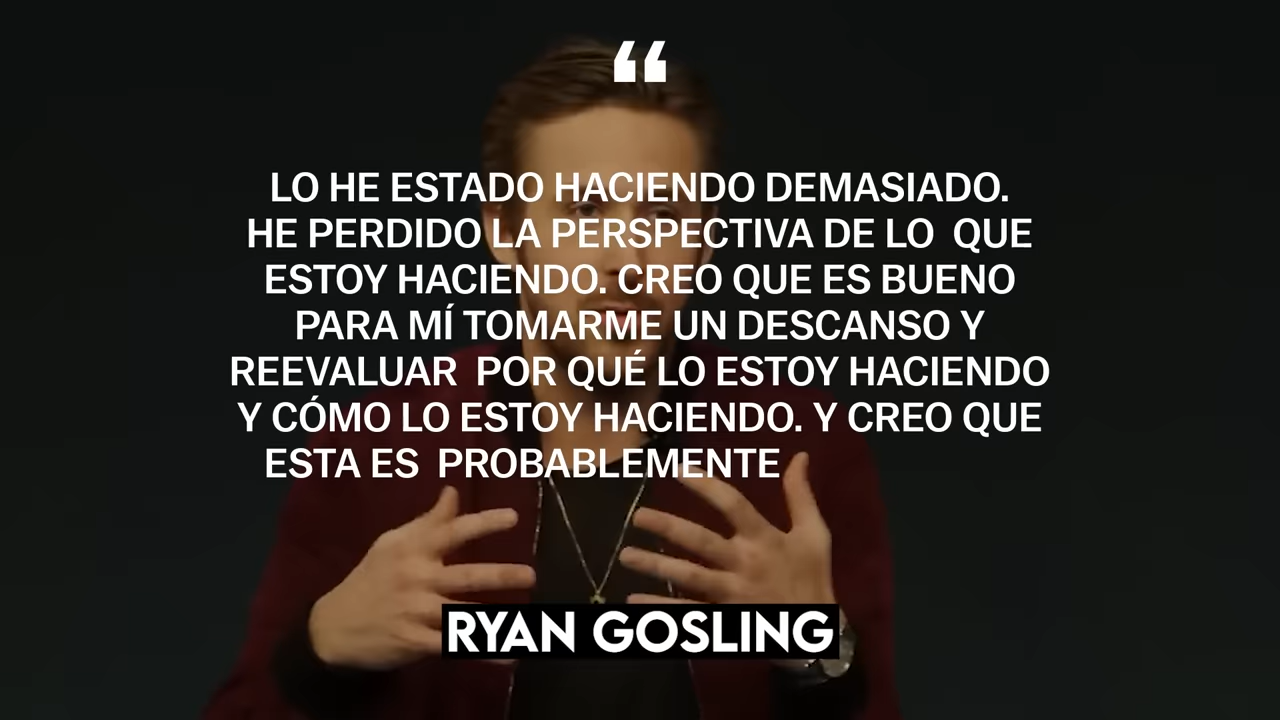 “
LO HE ESTADO HACIENDO DEMASIADO.
HE PERDIDO LA PERSPECTIVA DE LO QUE
ESTOY HACIENDO. CREO QUE ES BUENO
PARA MÍ TOMARME UN DESCANSO Y
REEVALUAR POR QUÉ LO ESTOY HACIENDO
Y CÓMO LO ESTOY HACIENDO. Y CREO QUE
ESTA ES PROBABLEMENTE
RYAN GOSLING